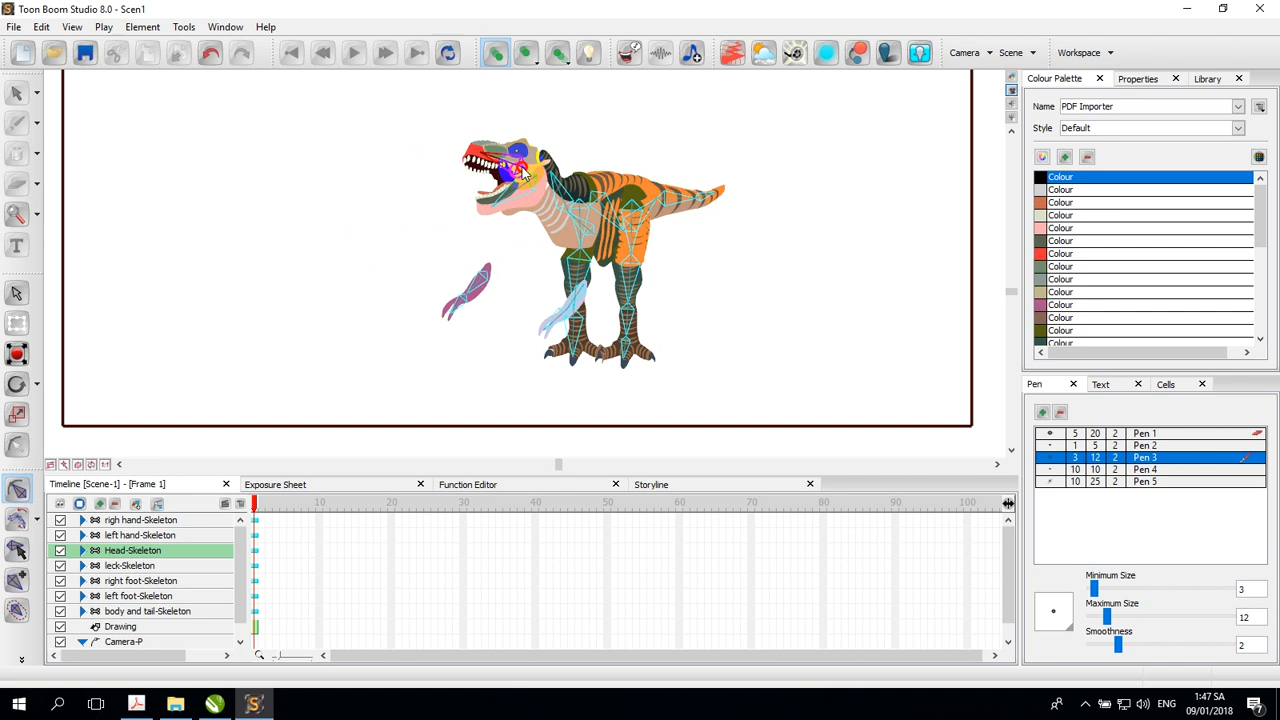 Toon Boom Studio 8.0 - Scen1
File Edit View Play Element Tools Window Help
Camera Scene Workspace
Colour Palette Properties Library
Name PDF Importer
Style Default
Colour
Colour
Colour
Colour
Colour
Colour
Colour
Colour
Colour
Colour
Colour
Colour
Colour
Colour
Pen Text Cells
5 20 2 Pen 1
1 5 2 Pen 2
3 12 2 Pen 3
10 10 2 Pen 4
10 25 2 Pen 5
Minimum Size
3
Maximum Size
12
Smoothness
2
Timeline [Scene-1] - [Frame 1] Exposure Sheet Function Editor Storyline
10 20 30 40 50 60 70 80 90 100
righ hand-Skeleton
left hand-Skeleton
Head-Skeleton
leck-Skeleton
right foot-Skeleton
left foot-Skeleton
body and tail-Skeleton
Drawing
Camera-P
ENG
1:47 SA
09/01/2018